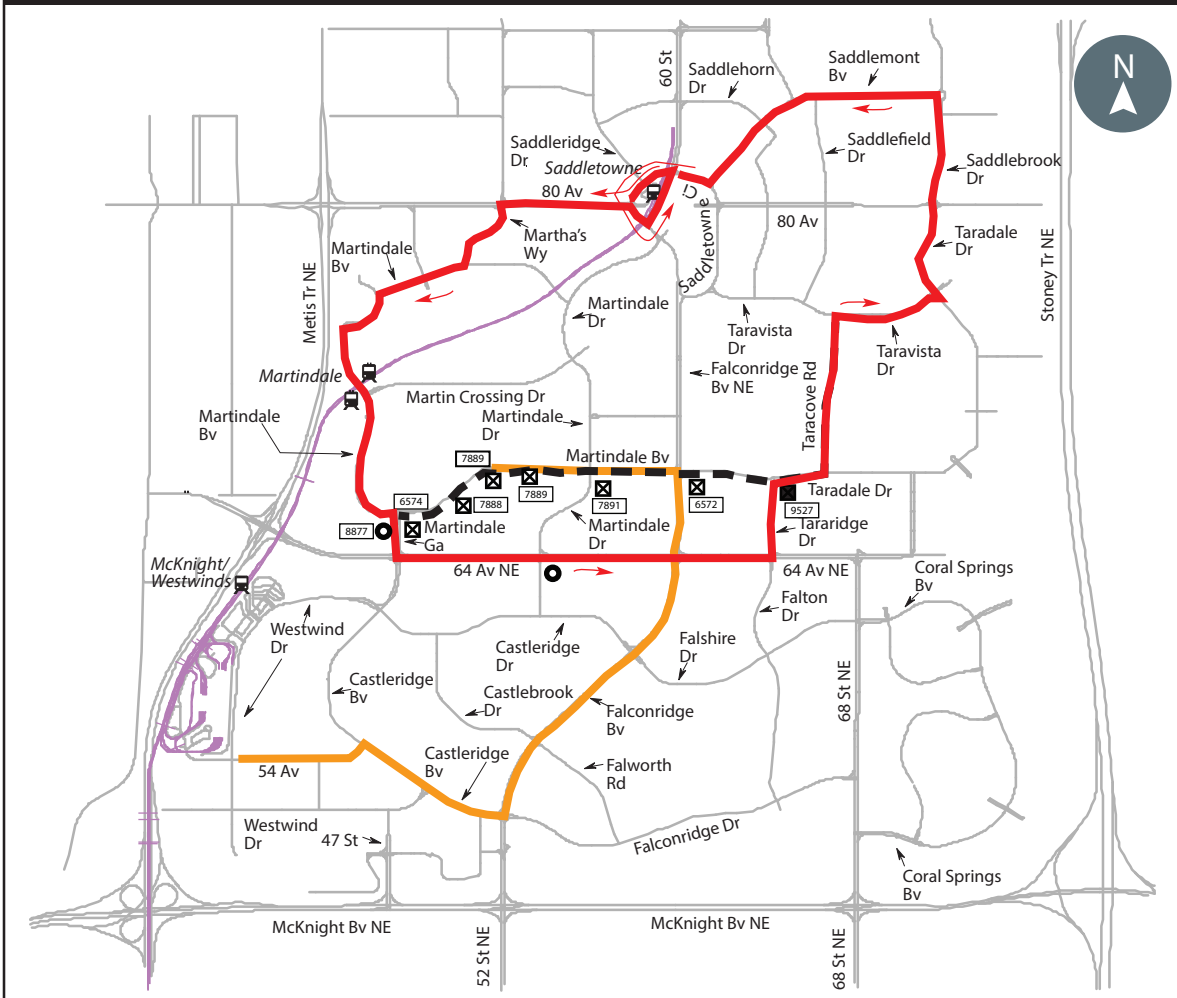 N
60 St
Saddlehorn
Dr
Saddlemont
Bv
Saddleridge
Dr
Saddletowne
Saddlefield
Dr
Saddlebrook
Dr
80 Av
Saddletowne Ci
80 Av
Martha's
Wy
Martindale
Bv
Taradale
Dr
Metis Tr NE
Stoney Tr NE
Martindale
Dr
Taravista
Dr
Taravista
Dr
Falconridge
Bv NE
Martindale
Taracove Rd
Martin Crossing Dr
Martindale
Bv
Martindale
Dr
7889
Martindale Bv
6574
7888
7889
7891
6572
Taradale Dr
9527
8877
Martindale
Ga
Martindale
Dr
Tararidge
Dr
McKnight/
Westwinds
64 Av NE
64 Av NE
Coral Springs
Bv
Falton
Dr
Westwind
Dr
Castleridge
Dr
Falshire
Dr
Castleridge
Bv
Castlebrook
Dr
68 St NE
Falconridge
Bv
Castleridge
Bv
54 Av
Falworth
Rd
Westwind
Dr
47 St
Falconridge Dr
Coral Springs
Bv
McKnight Bv NE
McKnight Bv NE
52 St NE
68 St NE